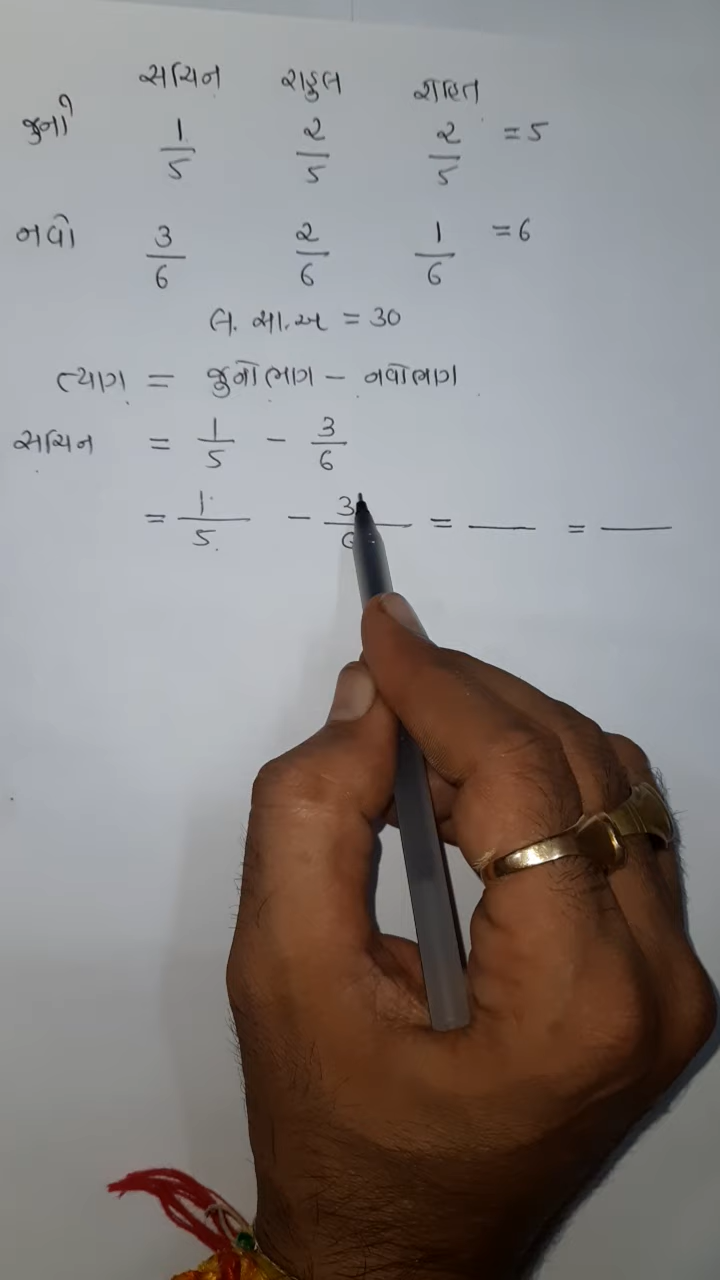 સચિન રાહુલ રોહિત
જુનો 1/5 2/5 2/5 = 5
નવો 3/6 2/6 1/6 = 6
લ. સા. અ = 30
ત્યાગ = જુનોભાગ - નવોભાગ
સચિન = 1/5 - 3/6
= 1/5 - 3/6 = ___ = ___